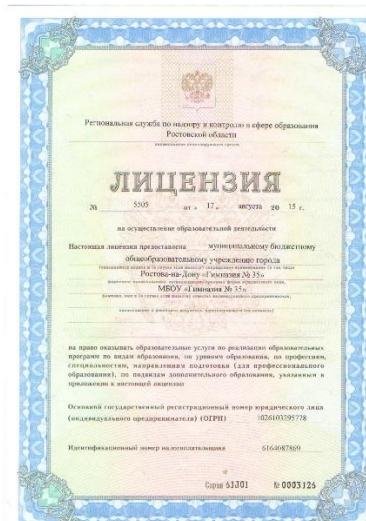 Региональная служба по надзору и контролю в сфере образования
Ростовской области
ЛИЦЕНЗИЯ
№ 5505 от « 17 » августа 20 15 г.
на осуществление образовательной деятельности
Настоящая лицензия предоставлена муниципальному бюджетному
общеобразовательному учреждению города
Ростова-на-Дону «Гимназия № 35»
МБОУ «Гимназия № 35»
на право оказывать образовательные услуги по реализации образовательных
программ по видам образования, по уровням образования, по профессиям,
специальностям, направлениям подготовки (для профессионального
образования), по подвидам дополнительного образования, указанным в
приложении к настоящей лицензии
Основной государственный регистрационный номер юридического лица
(индивидуального предпринимателя) (ОГРН) 1026103295778
Идентификационный номер налогоплательщика 6164087869
Серия 61Л01 № 0003126